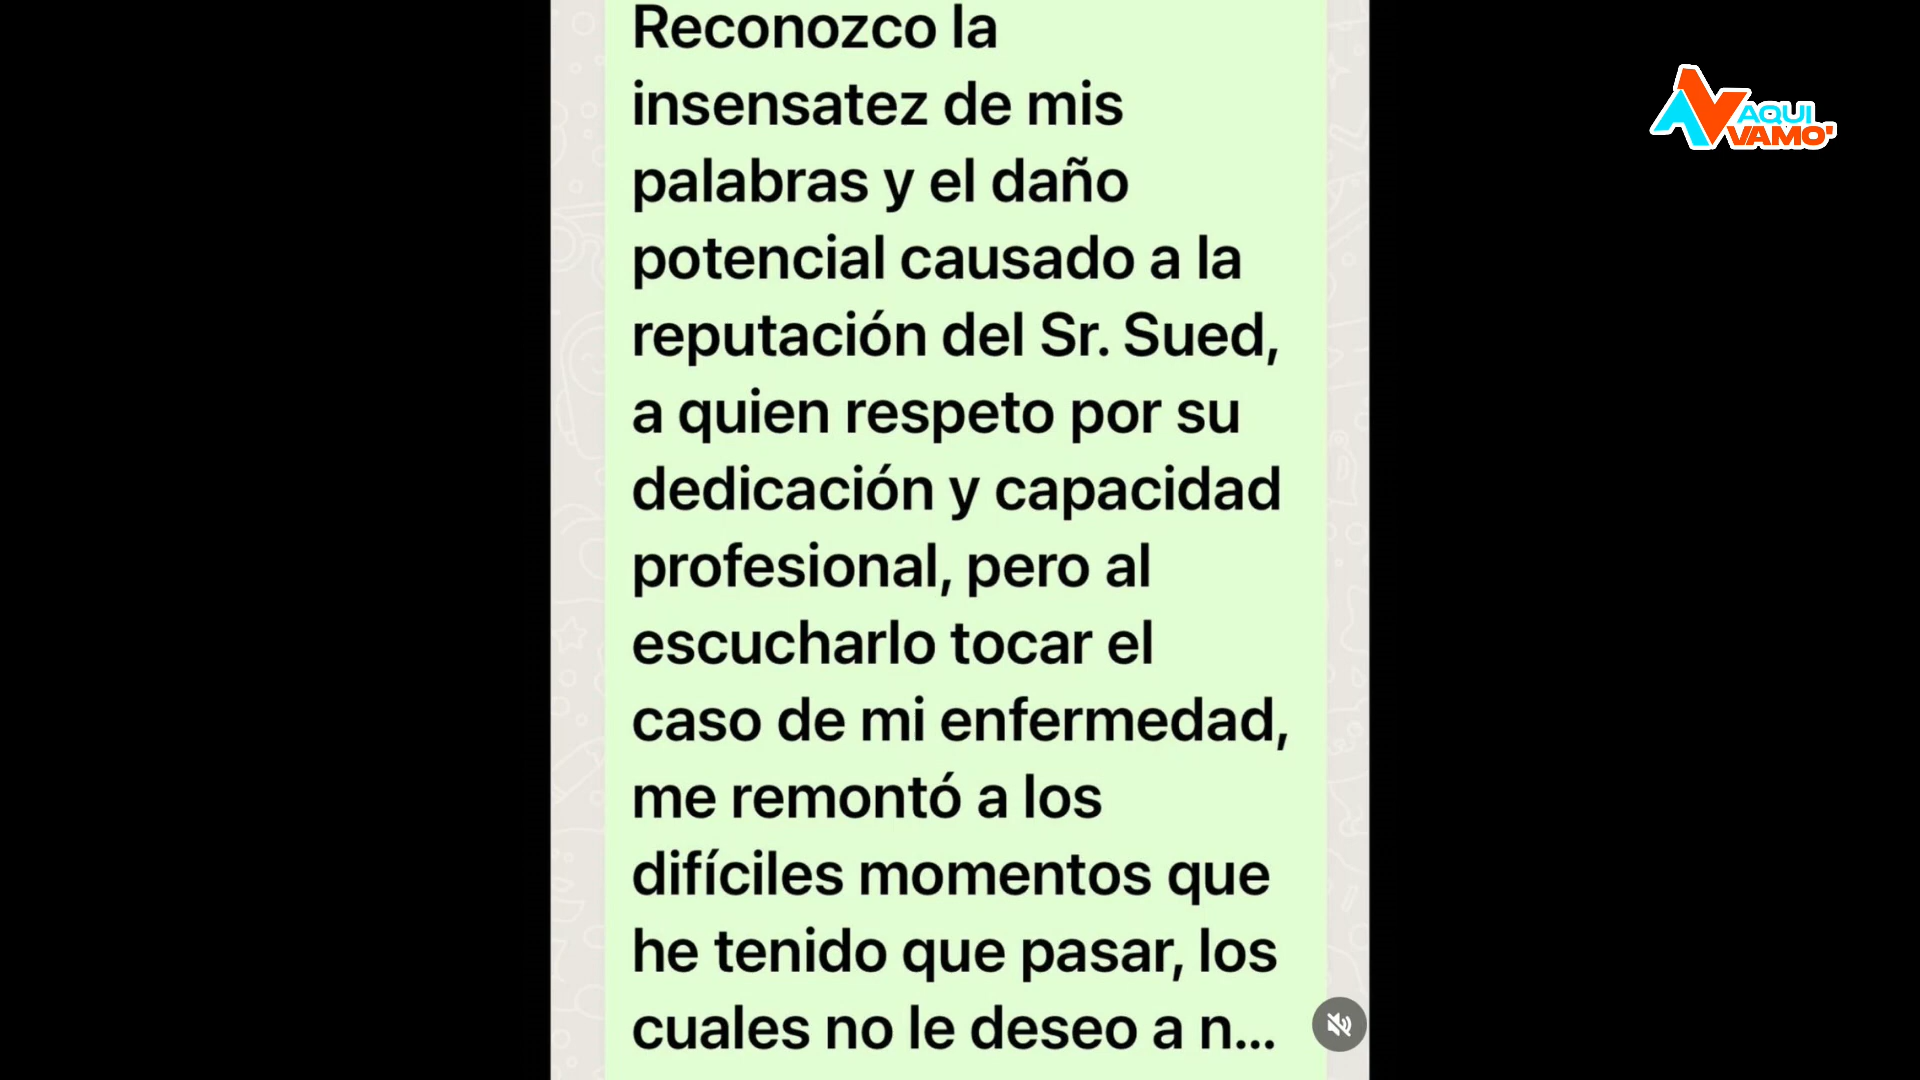 Reconozco la
insensatez de mis
palabras y el daño
potencial causado a la
reputación del Sr. Sued,
a quien respeto por su
dedicación y capacidad
profesional, pero al
escucharlo tocar el
caso de mi enfermedad,
me remontó a los
difíciles momentos que
he tenido que pasar, los
cuales no le deseo a n...
AQUI
VAMO'